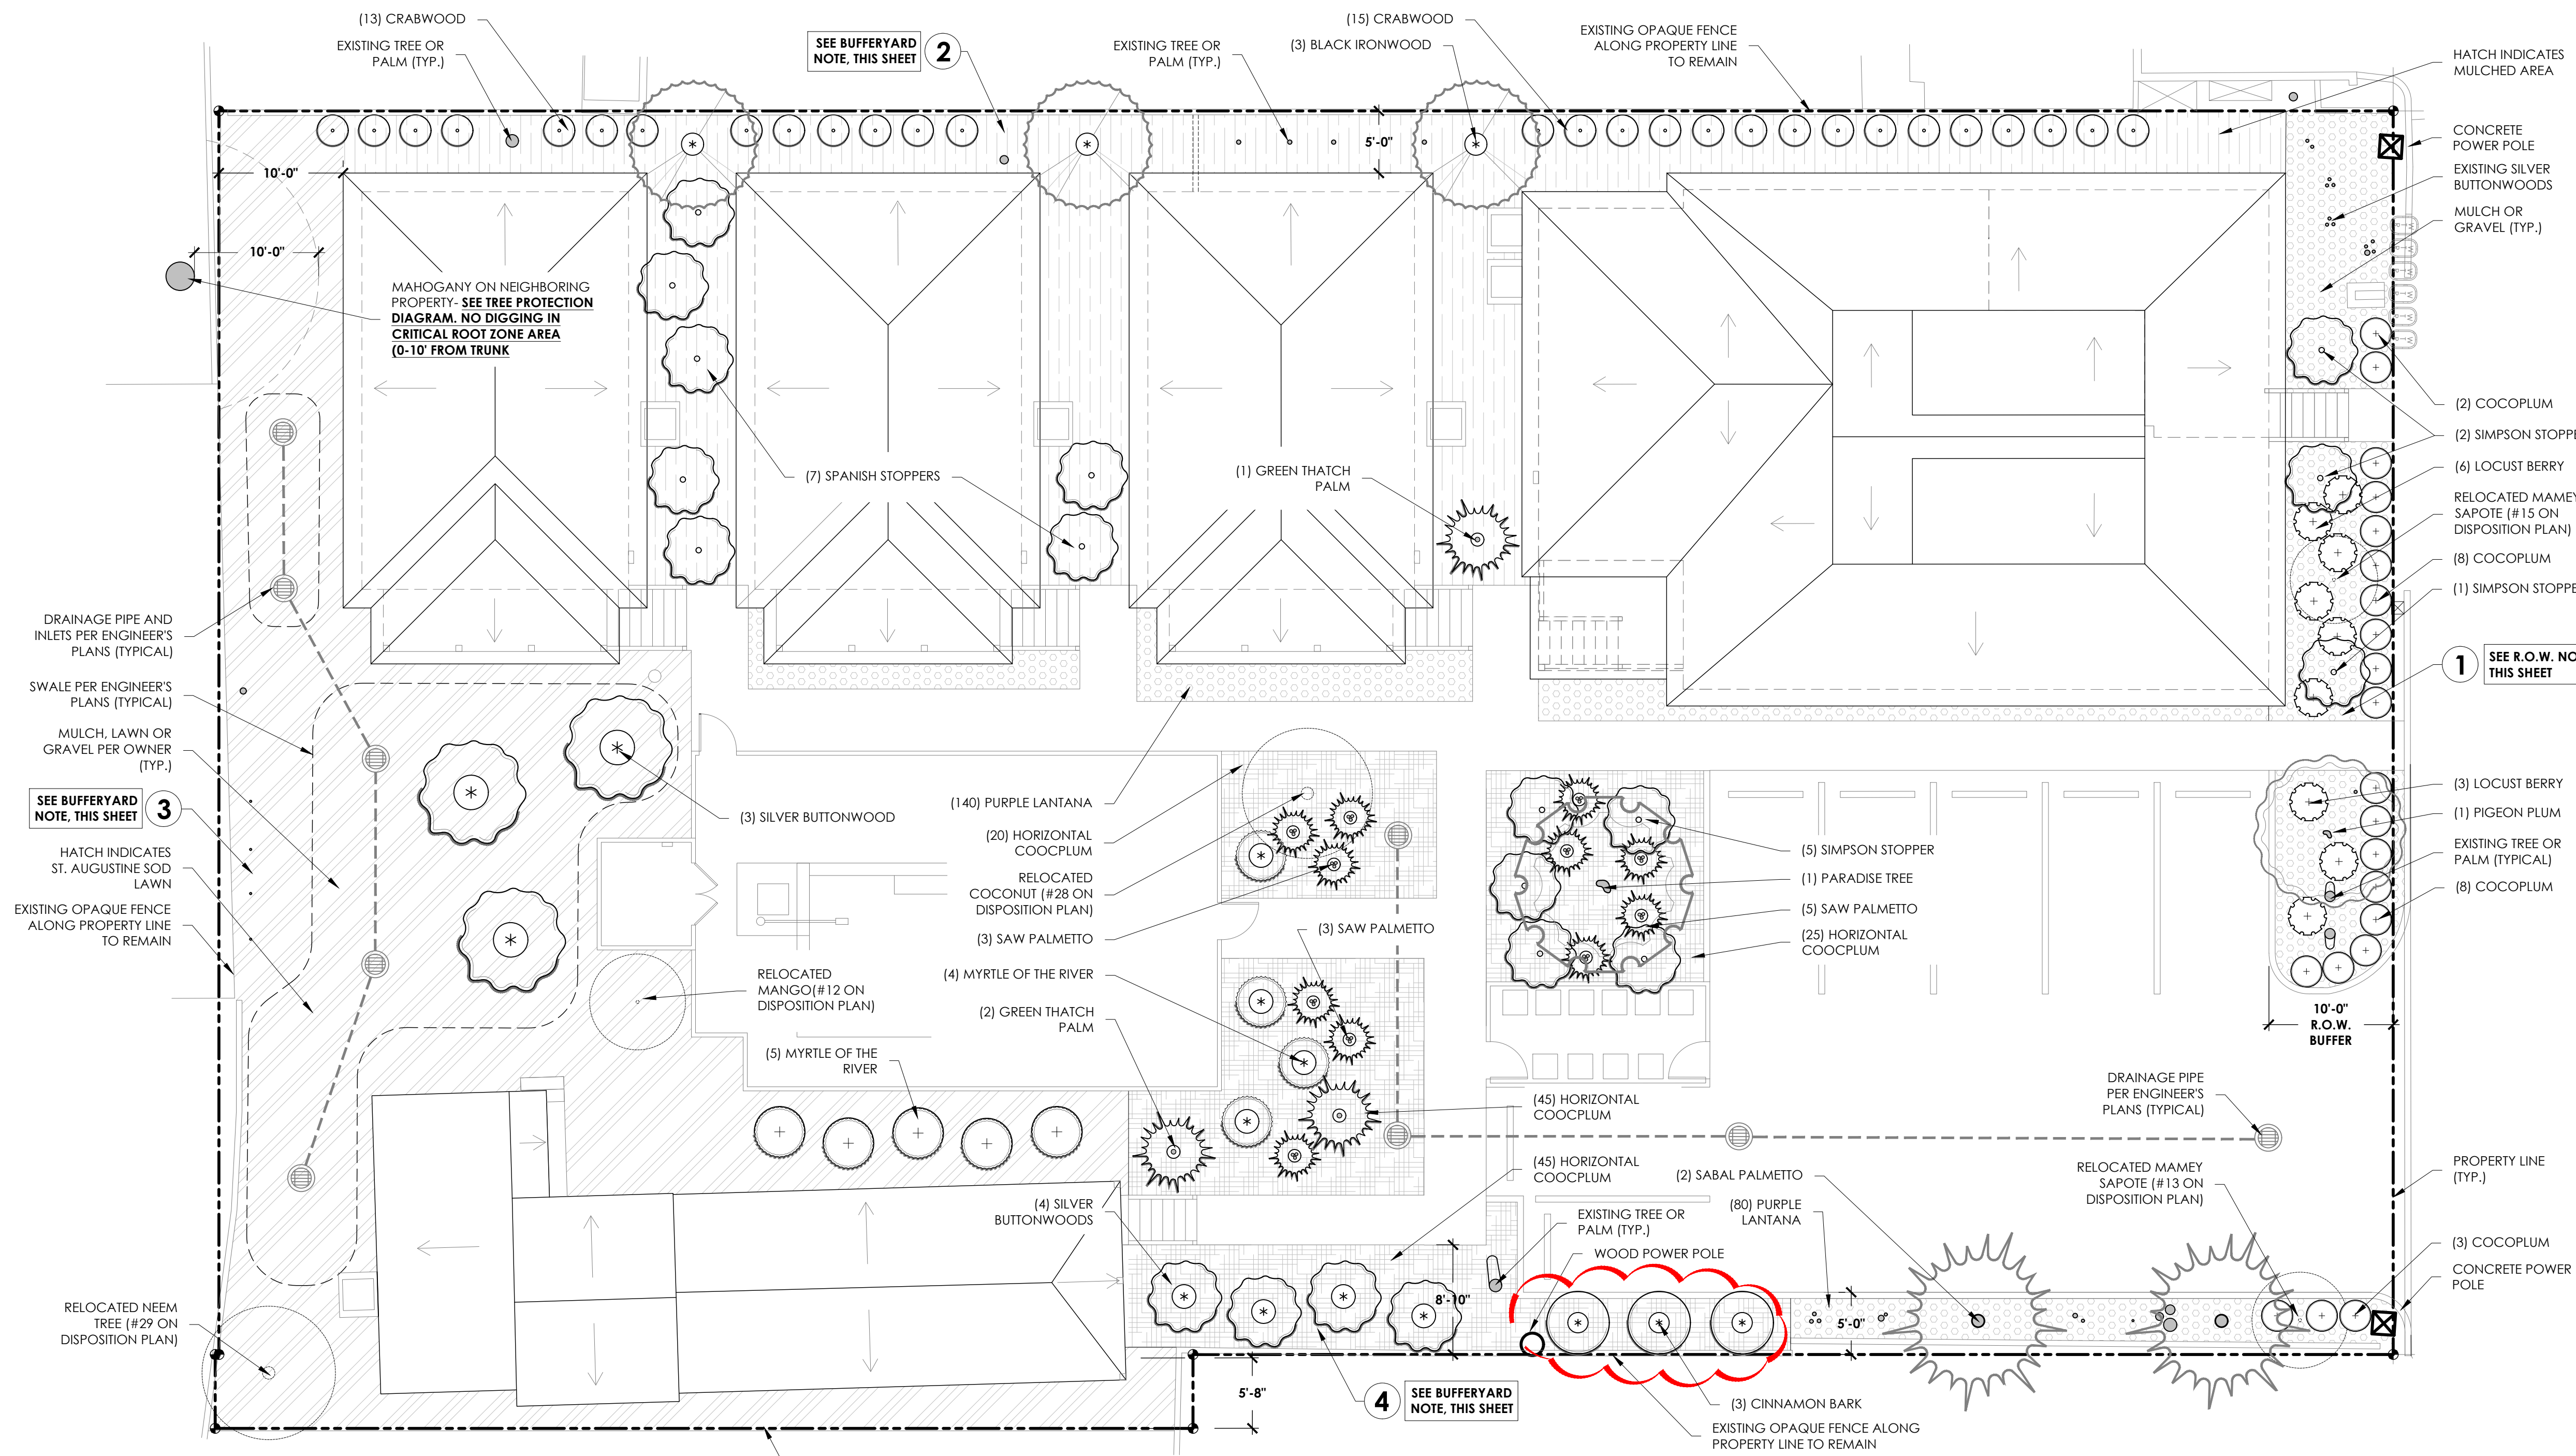 (13) CRABWOOD
EXISTING TREE OR
PALM (TYP.)
SEE BUFFERYARD
NOTE, THIS SHEET
2
EXISTING TREE OR
PALM (TYP.)
(15) CRABWOOD
(3) BLACK IRONWOOD
EXISTING OPAQUE FENCE
ALONG PROPERTY LINE
TO REMAIN
HATCH INDICATES
MULCHED AREA
CONCRETE
POWER POLE
EXISTING SILVER
BUTTONWOODS
MULCH OR
GRAVEL (TYP.)
5'-0"
10'-0"
10'-0"
MAHOGANY ON NEIGHBORING
PROPERTY- SEE TREE PROTECTION
DIAGRAM. NO DIGGING IN
CRITICAL ROOT ZONE AREA
(0-10' FROM TRUNK
(7) SPANISH STOPPERS
(1) GREEN THATCH
PALM
(2) COCOPLUM
(2) SIMPSON STOPPE
(6) LOCUST BERRY
RELOCATED MAMEY
SAPOTE (#15 ON
DISPOSITION PLAN)
(8) COCOPLUM
(1) SIMPSON STOPPE
1
SEE R.O.W. NO
THIS SHEET
DRAINAGE PIPE AND
INLETS PER ENGINEER'S
PLANS (TYPICAL)
SWALE PER ENGINEER'S
PLANS (TYPICAL)
MULCH, LAWN OR
GRAVEL PER OWNER
(TYP.)
SEE BUFFERYARD
NOTE, THIS SHEET
3
HATCH INDICATES
ST. AUGUSTINE SOD
LAWN
EXISTING OPAQUE FENCE
ALONG PROPERTY LINE
TO REMAIN
(3) SILVER BUTTONWOOD
(140) PURPLE LANTANA
(20) HORIZONTAL
COOCPLUM
RELOCATED
COCONUT (#28 ON
DISPOSITION PLAN)
(3) SAW PALMETTO
(3) SAW PALMETTO
(4) MYRTLE OF THE RIVER
(2) GREEN THATCH
PALM
RELOCATED
MANGO(#12 ON
DISPOSITION PLAN)
(5) MYRTLE OF THE
RIVER
(5) SIMPSON STOPPER
(1) PARADISE TREE
(5) SAW PALMETTO
(25) HORIZONTAL
COOCPLUM
(3) LOCUST BERRY
(1) PIGEON PLUM
EXISTING TREE OR
PALM (TYPICAL)
(8) COCOPLUM
10'-0"
R.O.W.
BUFFER
DRAINAGE PIPE
PER ENGINEER'S
PLANS (TYPICAL)
(45) HORIZONTAL
COOCPLUM
(45) HORIZONTAL
COOCPLUM
(2) SABAL PALMETTO
RELOCATED MAMEY
SAPOTE (#13 ON
DISPOSITION PLAN)
PROPERTY LINE
(TYP.)
(4) SILVER
BUTTONWOODS
EXISTING TREE OR
PALM (TYP.)
(80) PURPLE
LANTANA
WOOD POWER POLE
(3) COCOPLUM
CONCRETE POWER
POLE
8'-10"
5'-0"
RELOCATED NEEM
TREE (#29 ON
DISPOSITION PLAN)
5'-8"
4
SEE BUFFERYARD
NOTE, THIS SHEET
(3) CINNAMON BARK
EXISTING OPAQUE FENCE ALONG
PROPERTY LINE TO REMAIN